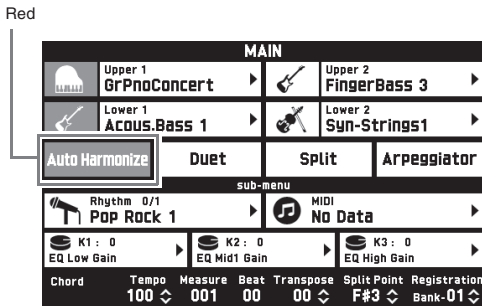 Red
MAIN
Upper 1
GrPnoConcert
Upper 2
FingerBass 3
Lower 1
Acous.Bass 1
Lower 2
Syn-Strings1
Auto Harmonize Duet Split Arpeggiator
sub-menu
Rhythm 0/1
Pop Rock 1
MIDI
No Data
K1 : 0
EQ Low Gain
K2 : 0
EQ Mid1 Gain
K3 : 0
EQ High Gain
Chord Tempo Measure Beat Transpose Split Point Registration
100 001 00 00 F#3 Bank-01